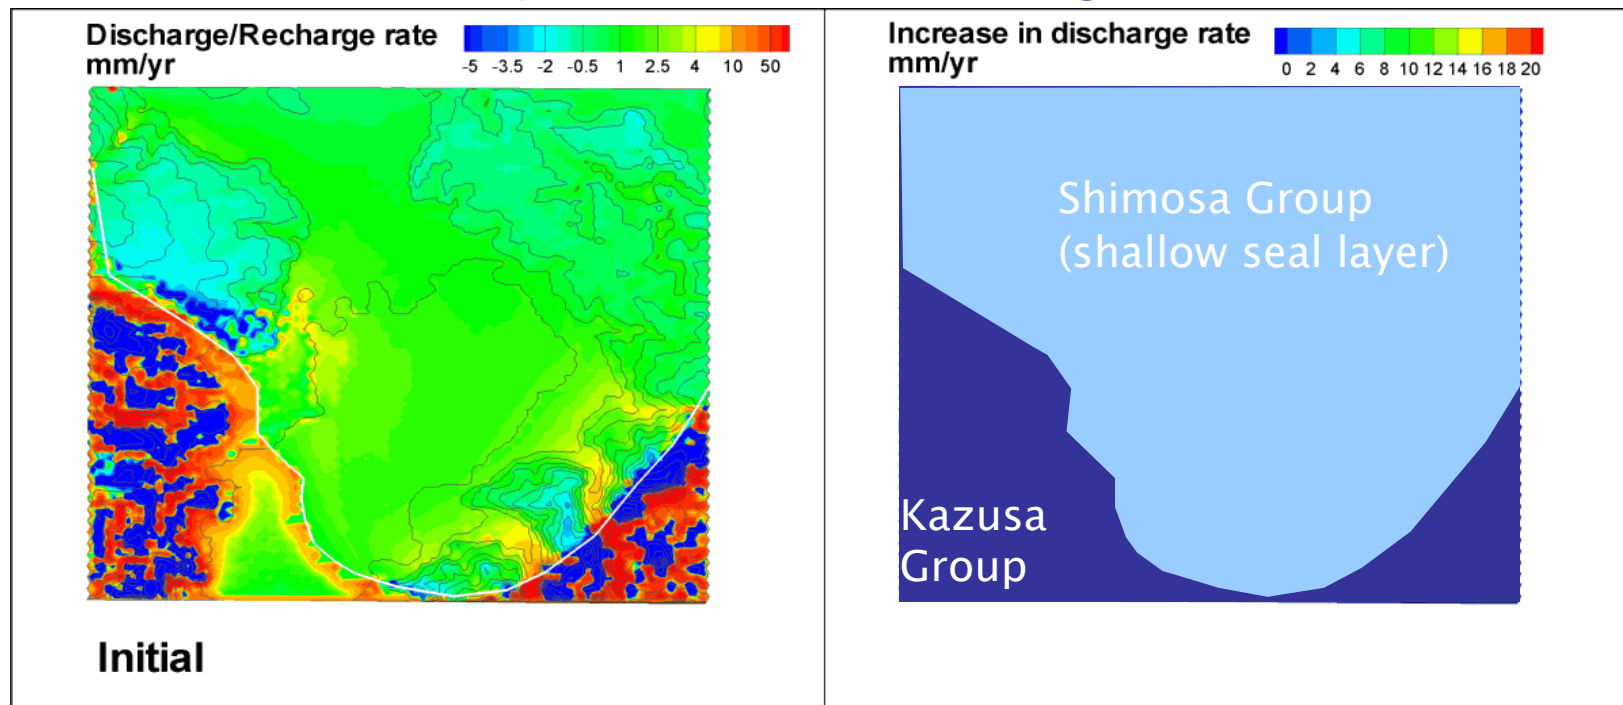 Discharge/Recharge rate
mm/yr
-5 -3.5 -2 -0.5 1 2.5 4 10 50
Initial
Increase in discharge rate
mm/yr
0 2 4 6 8 10 12 14 16 18 20
Shimosa Group
(shallow seal layer)
Kazusa
Group